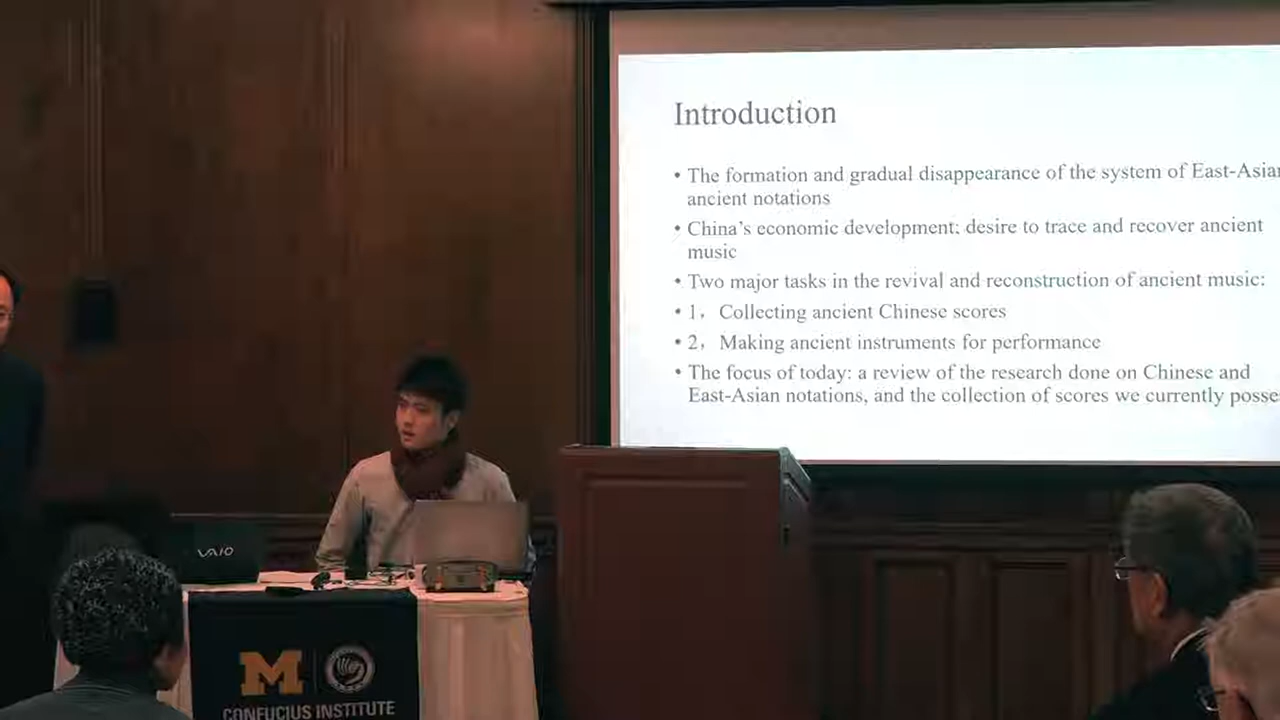 Introduction
• The formation and gradual disappearance of the system of East-Asian
ancient notations
• China's economic development: desire to trace and recover ancient
music
• Two major tasks in the revival and reconstruction of ancient music:
• 1， Collecting ancient Chinese scores
• 2， Making ancient instruments for performance
• The focus of today: a review of the research done on Chinese and
East-Asian notations, and the collection of scores we currently posse
VAIO
M
CONFUCIUS INSTITUTE